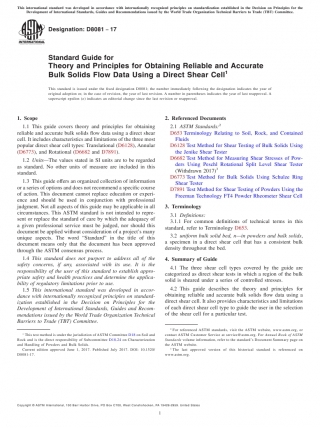 This international standard was developed in accordance with internationally recognized principles on standardization established in the Decision on Principles for the
Development of International Standards, Guides and Recommendations issued by the World Trade Organization Technical Barriers to Trade (TBT) Committee.
Designation: D8081 − 17
Standard Guide for
Theory and Principles for Obtaining Reliable and Accurate
Bulk Solids Flow Data Using a Direct Shear Cell1
This standard is issued under the fixed designation D8081; the number immediately following the designation indicates the year of
original adoption or, in the case of revision, the year of last revision. A number in parentheses indicates the year of last reapproval. A
superscript epsilon (ε) indicates an editorial change since the last revision or reapproval.
1. Scope
1.1 This guide covers theory and principles for obtaining
reliable and accurate bulk solids flow data using a direct shear
cell. It includes characteristics and limitations of the three most
popular direct shear cell types: Translational (D6128), Annular
(D6773), and Rotational (D6682 and D7891).
1.2 Units—The values stated in SI units are to be regarded
as standard. No other units of measure are included in this
standard.
1.3 This guide offers an organized collection of information
or a series of options and does not recommend a specific course
of action. This document cannot replace education or experi-
ence and should be used in conjunction with professional
judgment. Not all aspects of this guide may be applicable in all
circumstances. This ASTM standard is not intended to repre-
sent or replace the standard of care by which the adequacy of
a given professional service must be judged, nor should this
document be applied without consideration of a project's many
unique aspects. The word “Standard” in the title of this
document means only that the document has been approved
through the ASTM consensus process.
1.4 This standard does not purport to address all of the
safety concerns, if any, associated with its use. It is the
responsibility of the user of this standard to establish appro-
priate safety and health practices and determine the applica-
bility of regulatory limitations prior to use.
1.5 This international standard was developed in accor-
dance with internationally recognized principles on standard-
ization established in the Decision on Principles for the
Development of International Standards, Guides and Recom-
mendations issued by the World Trade Organization Technical
Barriers to Trade (TBT) Committee.
1 This test method is under the jurisdiction of ASTM Committee D18 on Soil and
Rock and is the direct responsibility of Subcommittee D18.24 on Characterization
and Handling of Powders and Bulk Solids.
Current edition approved June 1, 2017. Published July 2017. DOI: 10.1520/
D8081-17.
2. Referenced Documents
2.1 ASTM Standards:2
D653 Terminology Relating to Soil, Rock, and Contained
Fluids
D6128 Test Method for Shear Testing of Bulk Solids Using
the Jenike Shear Tester
D6682 Test Method for Measuring Shear Stresses of Pow-
ders Using Peschl Rotational Split Level Shear Tester
(Withdrawn 2017)3
D6773 Test Method for Bulk Solids Using Schulze Ring
Shear Tester
D7891 Test Method for Shear Testing of Powders Using the
Freeman Technology FT4 Powder Rheometer Shear Cell
3. Terminology
3.1 Definitions:
3.1.1 For common definitions of technical terms in this
standard, refer to Terminology D653.
3.2 uniform bulk solid bed, n—in powders and bulk solids,
a specimen in a direct shear cell that has a consistent bulk
density throughout the bed.
4. Summary of Guide
4.1 The three shear cell types covered by the guide are
categorized as direct shear tests in which a region of the bulk
solid is sheared under a series of controlled stresses.
4.2 This guide describes the theory and principles for
obtaining reliable and accurate bulk solids flow data using a
direct shear cell. It also provides characteristics and limitations
of each direct shear cell type to guide the user in the selection
of the shear cell for a particular test.
2 For referenced ASTM standards, visit the ASTM website, www.astm.org, or
contact ASTM Customer Service at service@astm.org. For Annual Book of ASTM
Standards volume information, refer to the standard's Document Summary page on
the ASTM website.
3 The last approved version of this historical standard is referenced on
www.astm.org.
Copyright © ASTM International, 100 Barr Harbor Drive, PO Box C700, West Conshohocken, PA 19428-2959. United States
1